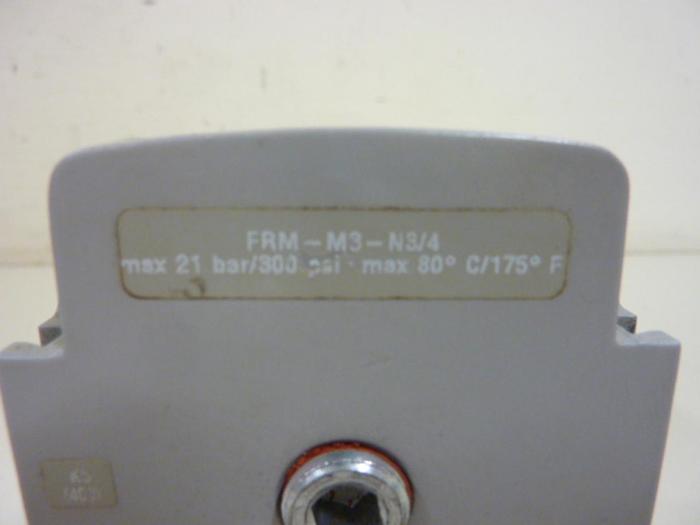 FRM-M3-N3/4
max 21 bar/300 psi · max 80° C/175° F